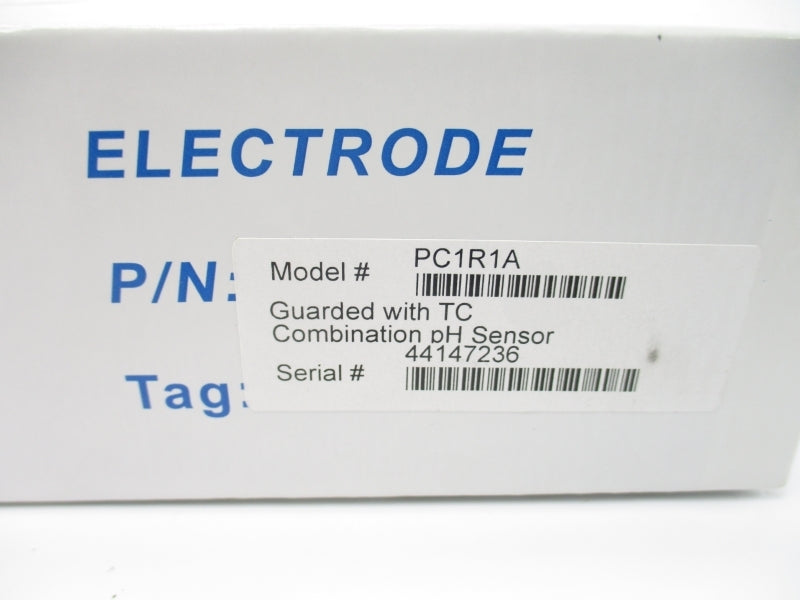 ELECTRODE
P/N:
Model # PC1R1A
Guarded with TC
Combination pH Sensor
44147236
Serial #
Tag: